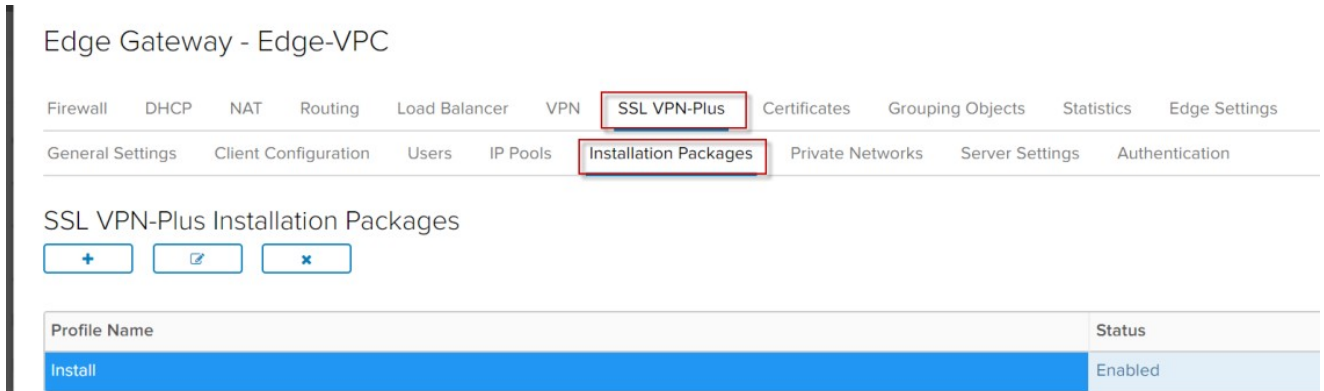 Edge Gateway - Edge-VPC
Firewall DHCP NAT Routing Load Balancer VPN SSL VPN-Plus Certificates Grouping Objects Statistics Edge Settings
General Settings Client Configuration Users IP Pools Installation Packages Private Networks Server Settings Authentication
SSL VPN-Plus Installation Packages
Profile Name Status
Install Enabled